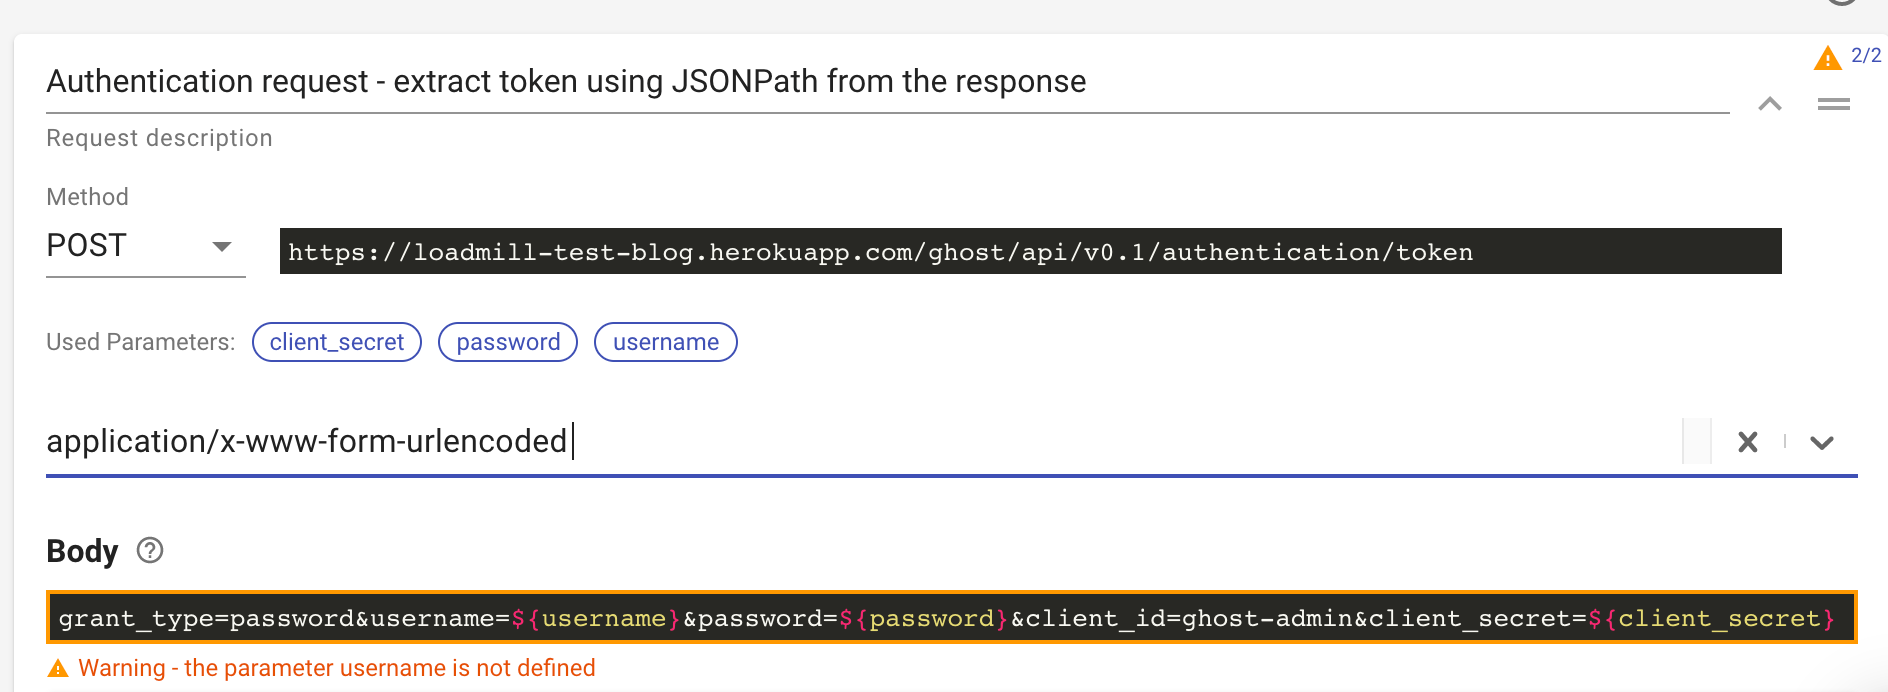 2/2
Authentication request - extract token using JSONPath from the response
Request description
Method
POST
https://loadmill-test-blog.herokuapp.com/ghost/api/v0.1/authentication/token
Used Parameters: client_secret password username
application/x-www-form-urlencoded
Body
grant_type=password&username=${username}&password=${password}&client_id=ghost-admin&client_secret=${client_secret}
Warning - the parameter username is not defined